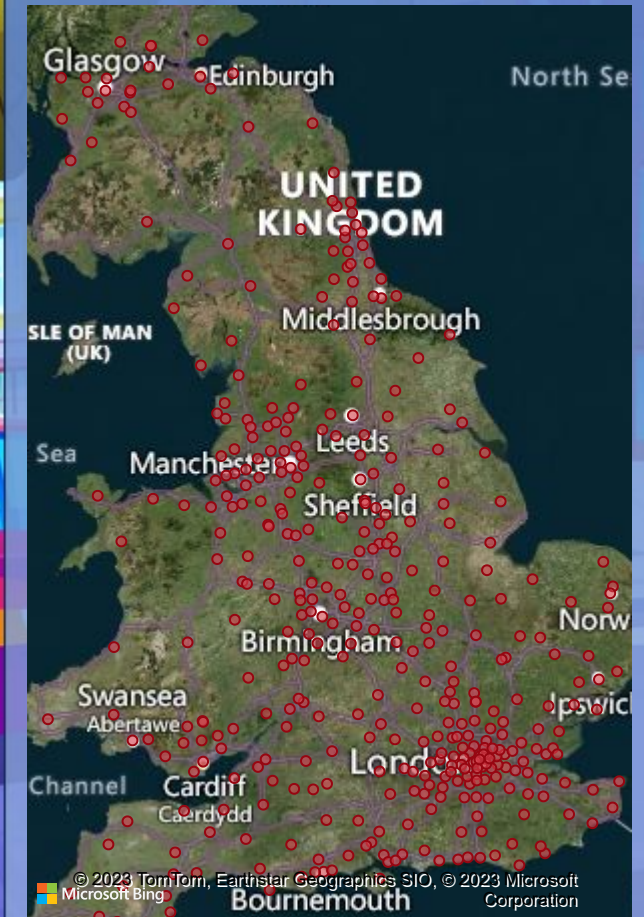 Glasgow
Edinburgh
North Se
UNITED
KINGDOM
SLE OF MAN
(UK)
Middlesbrough
Leeds
Sea
Manchester
Sheffield
Norw
Birmingham
Swansea
Abertawe
Ipswic
Londo
Channel
Cardiff
Caerdydd
© 2023 TomTom, Earthstar Geographics SIO, © 2023 Microsoft
Corporation
Microsoft Bing
Bournemouth